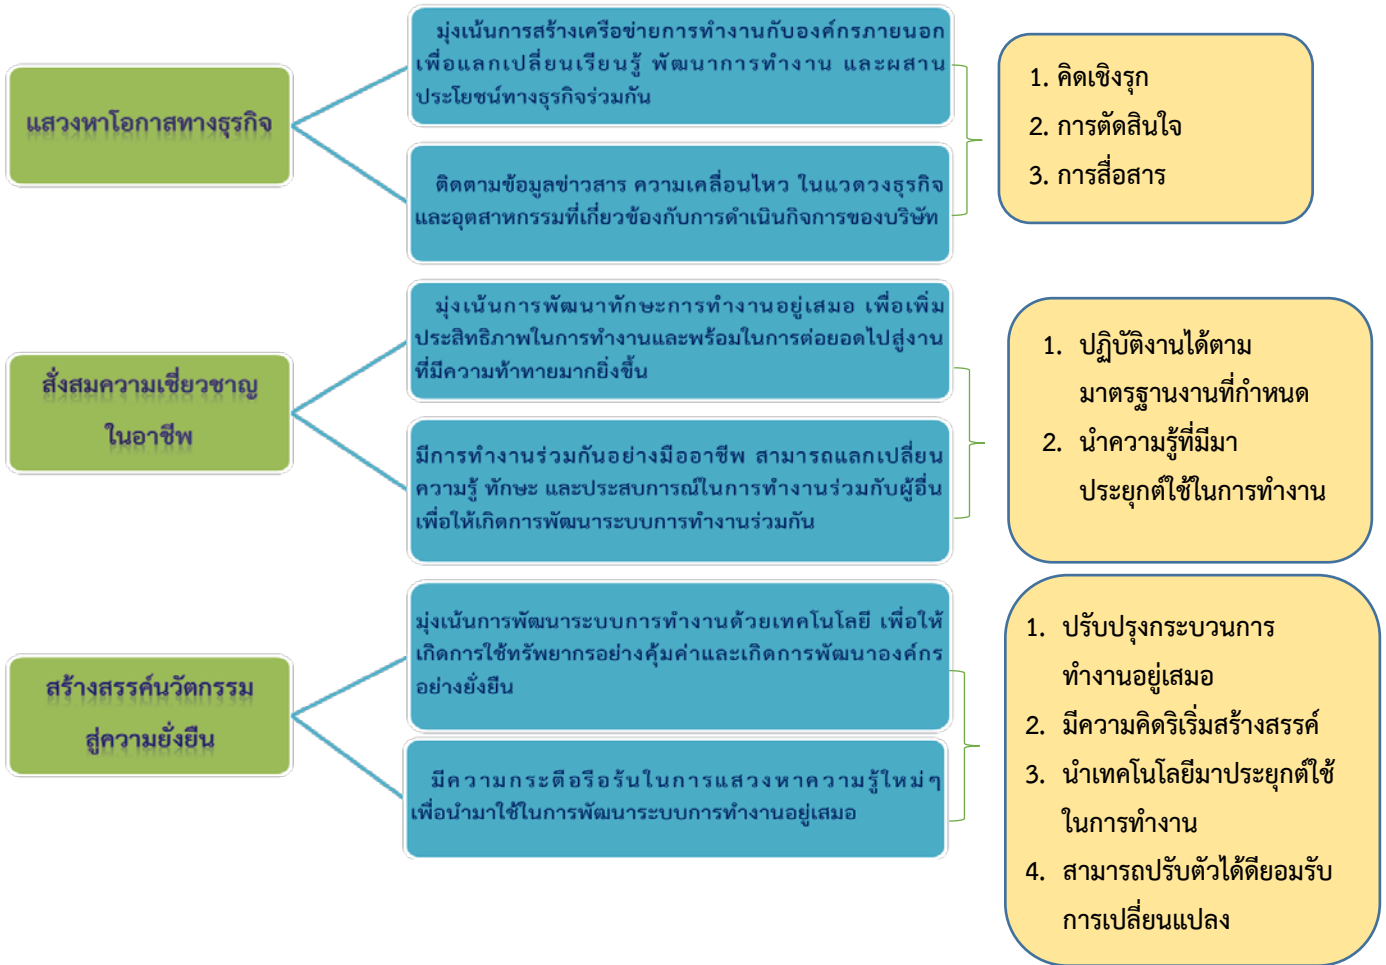 แสวงหาโอกาสทางธุรกิจ
มุ่งเน้นการสร้างเครือข่ายการทำงานกับองค์กรภายนอก
เพื่อแลกเปลี่ยนเรียนรู้ พัฒนาการทำงาน และผสาน
ประโยชน์ทางธุรกิจร่วมกัน
ติดตามข้อมูลข่าวสาร ความเคลื่อนไหว ในแวดวงธุรกิจ
และอุตสาหกรรมที่เกี่ยวข้องกับการดำเนินกิจการของบริษัท
1. คิดเชิงรุก
2. การตัดสินใจ
3. การสื่อสาร
สั่งสมความเชี่ยวชาญ
ในอาชีพ
มุ่งเน้นการพัฒนาทักษะการทำงานอยู่เสมอ เพื่อเพิ่ม
ประสิทธิภาพในการทำงานและพร้อมในการต่อยอดไปสู่งาน
ที่มีความท้าทายมากยิ่งขึ้น
มีการทำงานร่วมกันอย่างมืออาชีพ สามารถแลกเปลี่ยน
ความรู้ ทักษะ และประสบการณ์ในการทำงานร่วมกับผู้อื่น
เพื่อให้เกิดการพัฒนาระบบการทำงานร่วมกัน
1. ปฏิบัติงานได้ตาม
มาตรฐานงานที่กำหนด
2. นำความรู้ที่มีมา
ประยุกต์ใช้ในการทำงาน
สร้างสรรค์นวัตกรรม
สู่ความยั่งยืน
มุ่งเน้นการพัฒนาระบบการทำงานด้วยเทคโนโลยี เพื่อให้
เกิดการใช้ทรัพยากรอย่างคุ้มค่าและเกิดการพัฒนาองค์กร
อย่างยั่งยืน
มีความกระตือรือร้นในการแสวงหาความรู้ใหม่ๆ
เพื่อนำมาใช้ในการพัฒนาระบบการทำงานอยู่เสมอ
1. ปรับปรุงกระบวนการ
ทำงานอยู่เสมอ
2. มีความคิดริเริ่มสร้างสรรค์
3. นำเทคโนโลยีมาประยุกต์ใช้
ในการทำงาน
4. สามารถปรับตัวได้ดียอมรับ
การเปลี่ยนแปลง